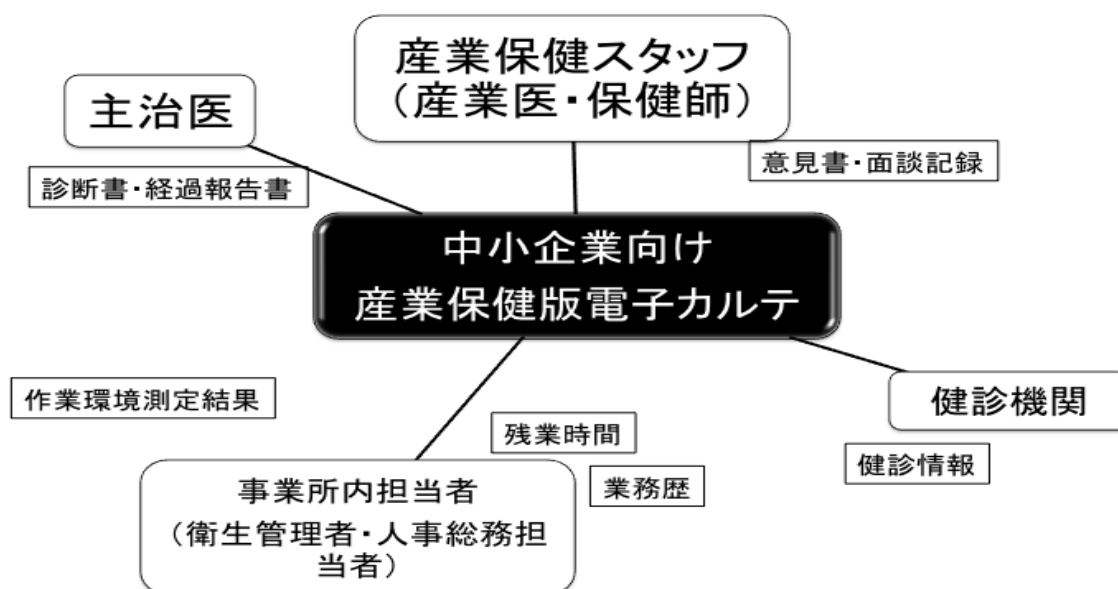 産業保健スタッフ
（産業医・保健師）
主治医
意見書・面談記録
診断書・経過報告書
中小企業向け
産業保健版電子カルテ
作業環境測定結果
健診機関
残業時間
健診情報
業務歴
事業所内担当者
（衛生管理者・人事総務担
当者）